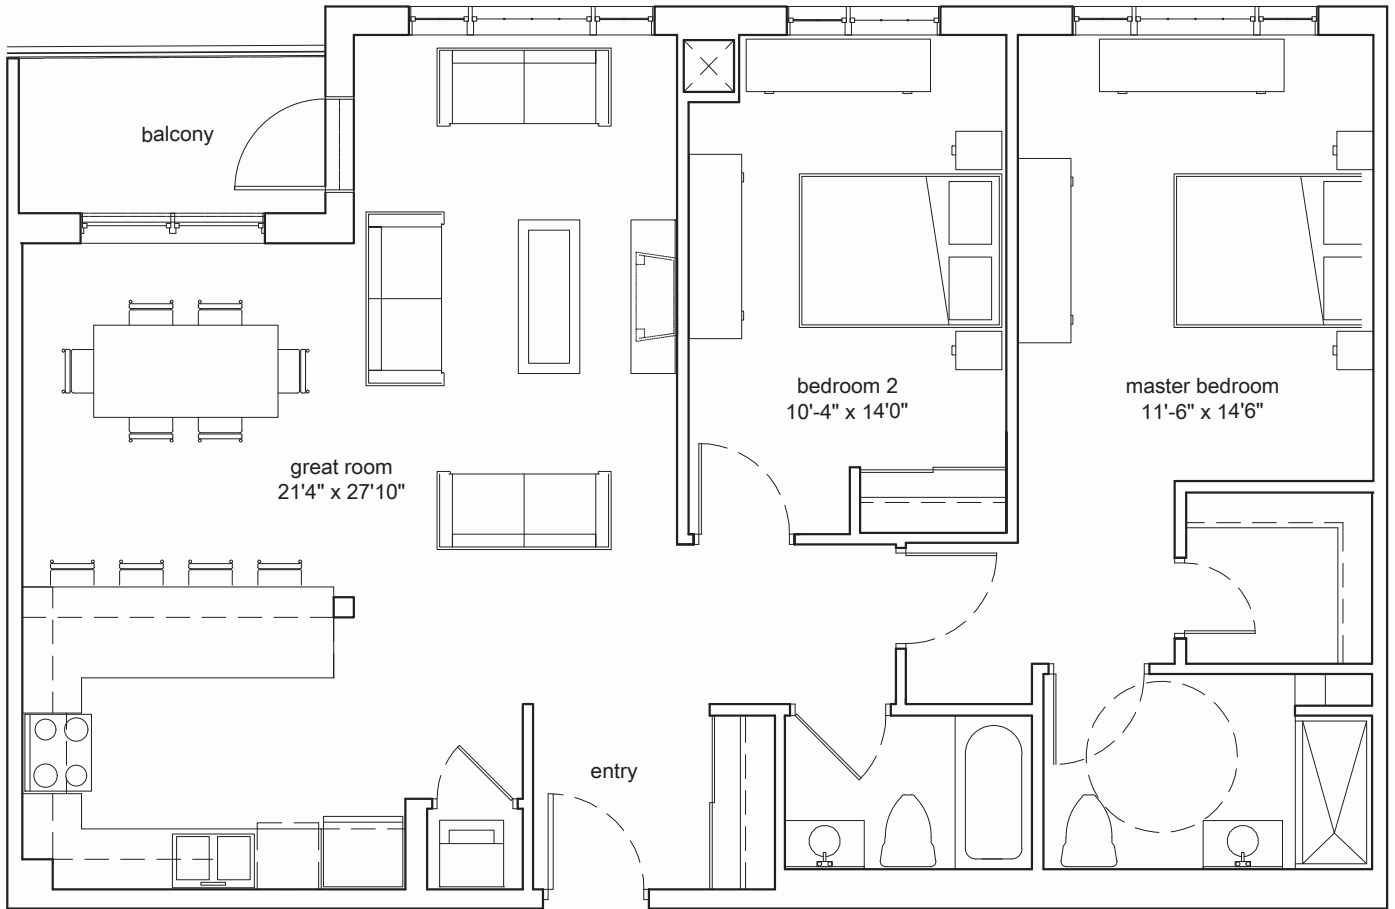 balcony
bedroom 2
10'-4" x 14'0"
master bedroom
11'-6" x 14'6"
great room
21'4" x 27'10"
entry